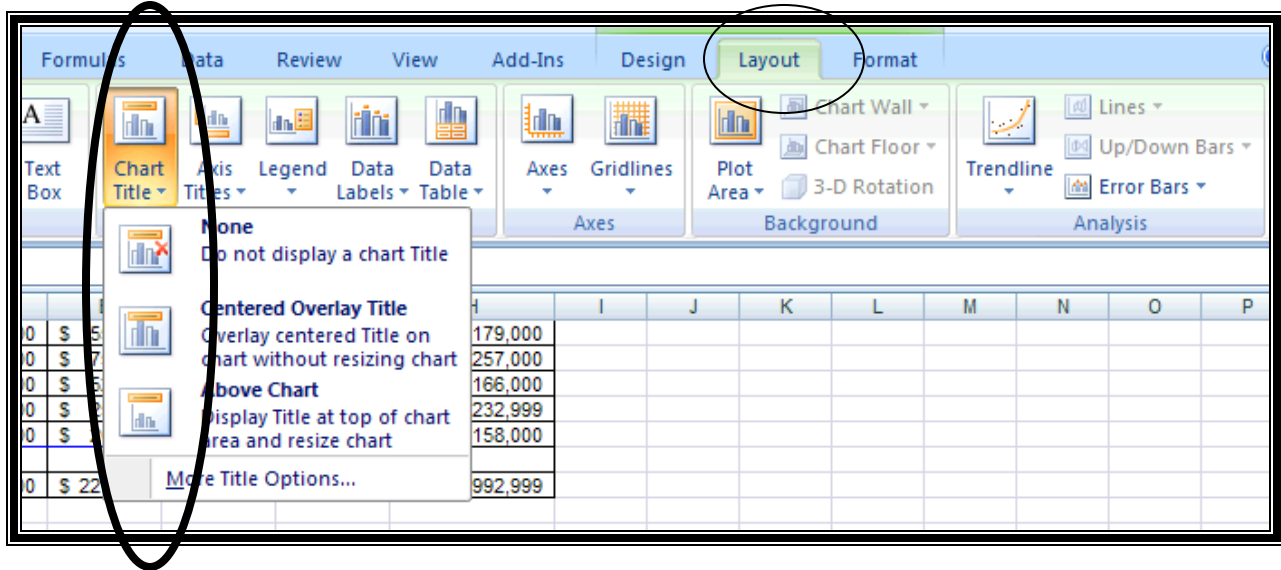 Formulas Data Review View Add-Ins Design Layout Format
A
Text Box
Chart Title
Axis Titles
Legend
Data Labels
Data Table
Axes
Gridlines
Plot Area
Chart Wall
Chart Floor
3-D Rotation
Trendline
Lines
Up/Down Bars
Error Bars
Axes Background Analysis
None
Do not display a chart Title
Centered Overlay Title
Overlay centered Title on
chart without resizing chart
Above Chart
Display Title at top of chart
area and resize chart
More Title Options...
H I J K L M N O P
$ 179,000
$ 257,000
$ 166,000
$ 232,999
$ 158,000
$ 22 992,999